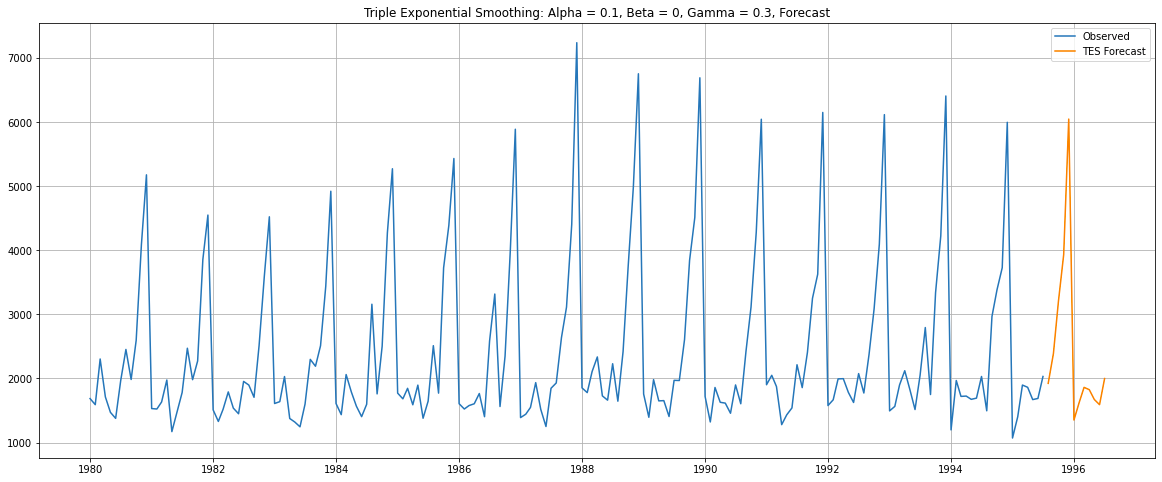 Triple Exponential Smoothing: Alpha = 0.1, Beta = 0, Gamma = 0.3, Forecast
Observed
TES Forecast
7000
6000
5000
4000
3000
2000
1000
1980 1982 1984 1986 1988 1990 1992 1994 1996